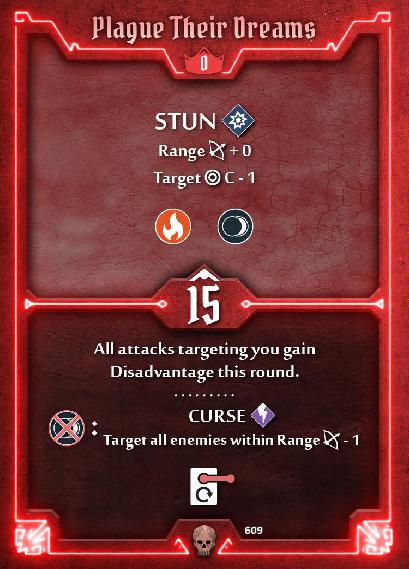 Plague Their Dreams
0
STUN
Range + 0
Target C - 1
15
All attacks targeting you gain
Disadvantage this round.
.........
CURSE
: Target all enemies within Range - 1
609